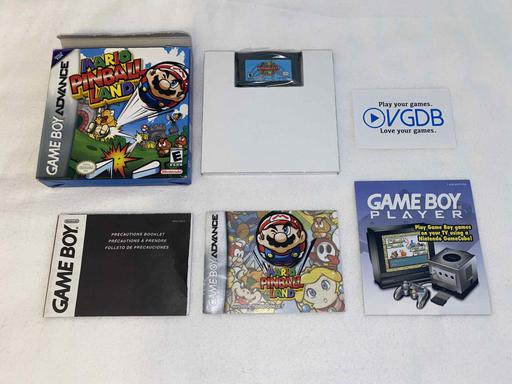 GAME BOY ADVANCE
MARIO
PINBALL
LAND
E
Nintendo
Play your games.
VGDB
Love your games.
GAME BOY
PRECAUTIONS BOOKLET
PRÉCAUTIONS À PRENDRE
FOLLETO DE PRECAUCIONES
GAME BOY ADVANCE
MARIO
PINBALL
LAND
GAME BOY
PLAYER
Play Game Boy games
on your TV using a
Nintendo GameCube!